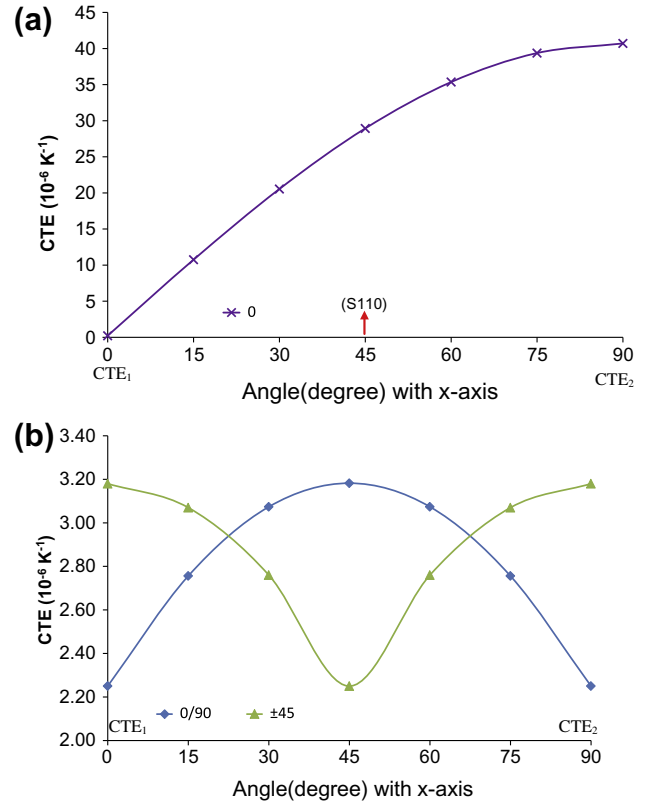 (a)
45
40
35
30
25
20
15
10
5
0
CTE (10⁻⁶ K⁻¹)
0
(S110)
0 15 30 45 60 75 90
CTE₁ CTE₂
Angle(degree) with x-axis
(b)
3.40
3.20
3.00
2.80
2.60
2.40
2.20
2.00
CTE (10⁻⁶ K⁻¹)
0/90 ±45
CTE₁ CTE₂
0 15 30 45 60 75 90
Angle(degree) with x-axis